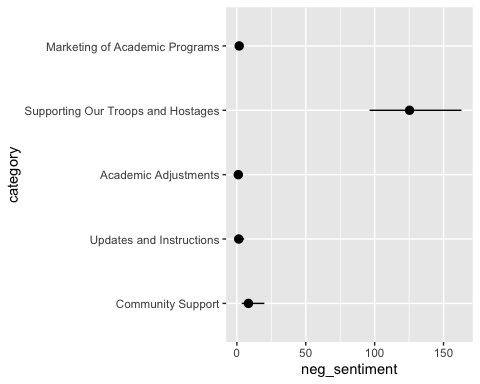 Marketing of Academic Programs
Supporting Our Troops and Hostages
Academic Adjustments
Updates and Instructions
Community Support
category
0 50 100 150
neg_sentiment